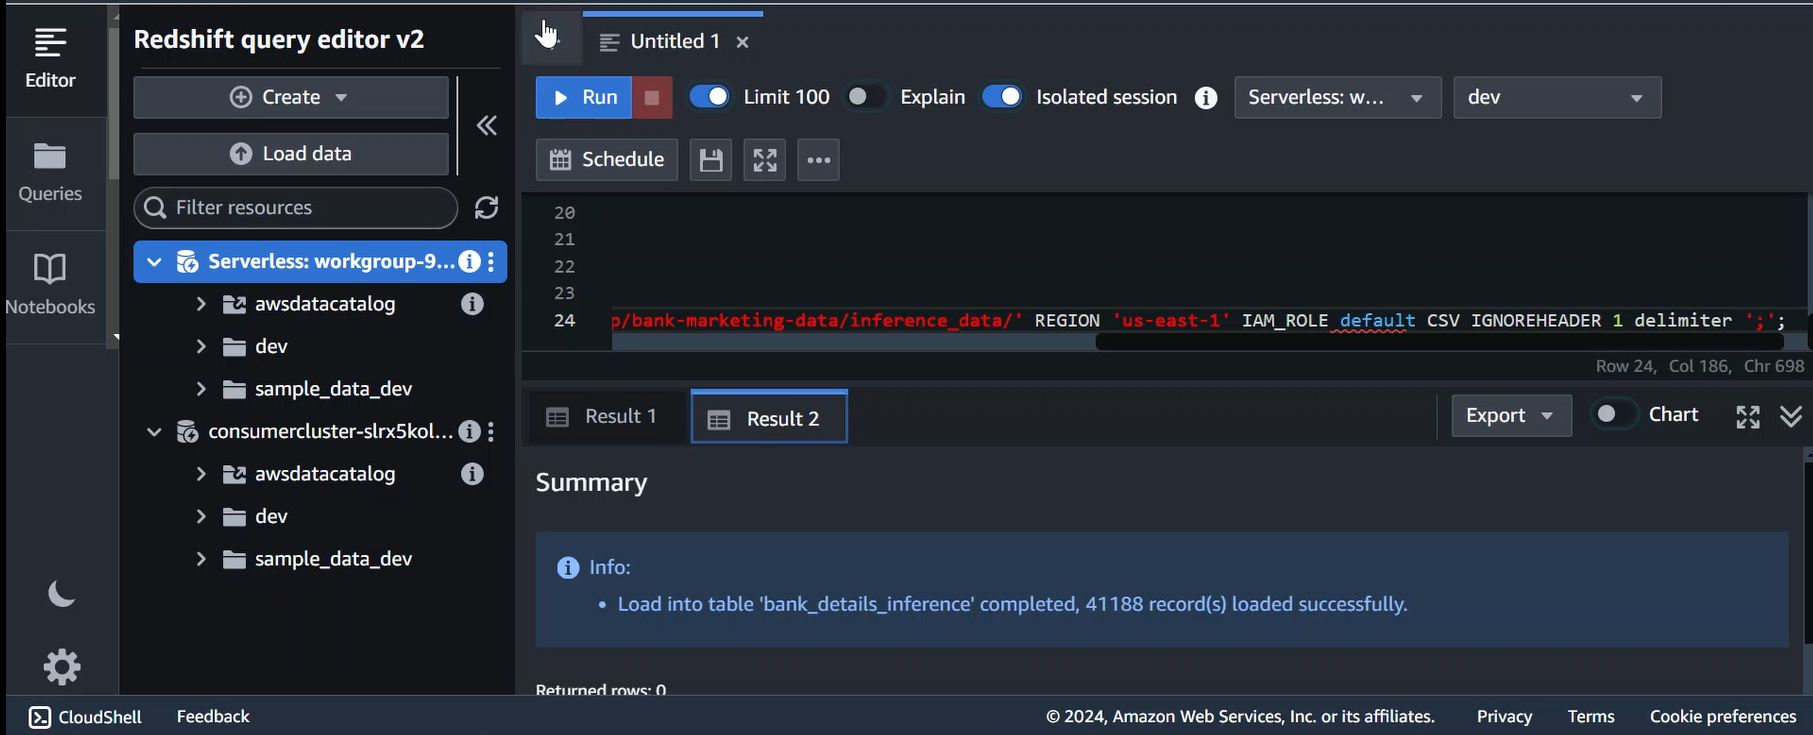 Editor
Queries
Notebooks
Redshift query editor v2
Create
Load data
Filter resources
Serverless: workgroup-9...
awsdatacatalog
dev
sample_data_dev
consumercluster-slrx5kol...
awsdatacatalog
dev
sample_data_dev
Untitled 1
Run Limit 100 Explain Isolated session Serverless: w... dev
Schedule
20
21
22
23
24 p/bank-marketing-data/inference_data/' REGION 'us-east-1' IAM_ROLE default CSV IGNOREHEADER 1 delimiter ';';
Row 24, Col 186, Chr 698
Result 1 Result 2 Export Chart
Summary
Info:
• Load into table 'bank_details_inference' completed, 41188 record(s) loaded successfully.
Returned rows: 0
CloudShell Feedback © 2024, Amazon Web Services, Inc. or its affiliates. Privacy Terms Cookie preferences